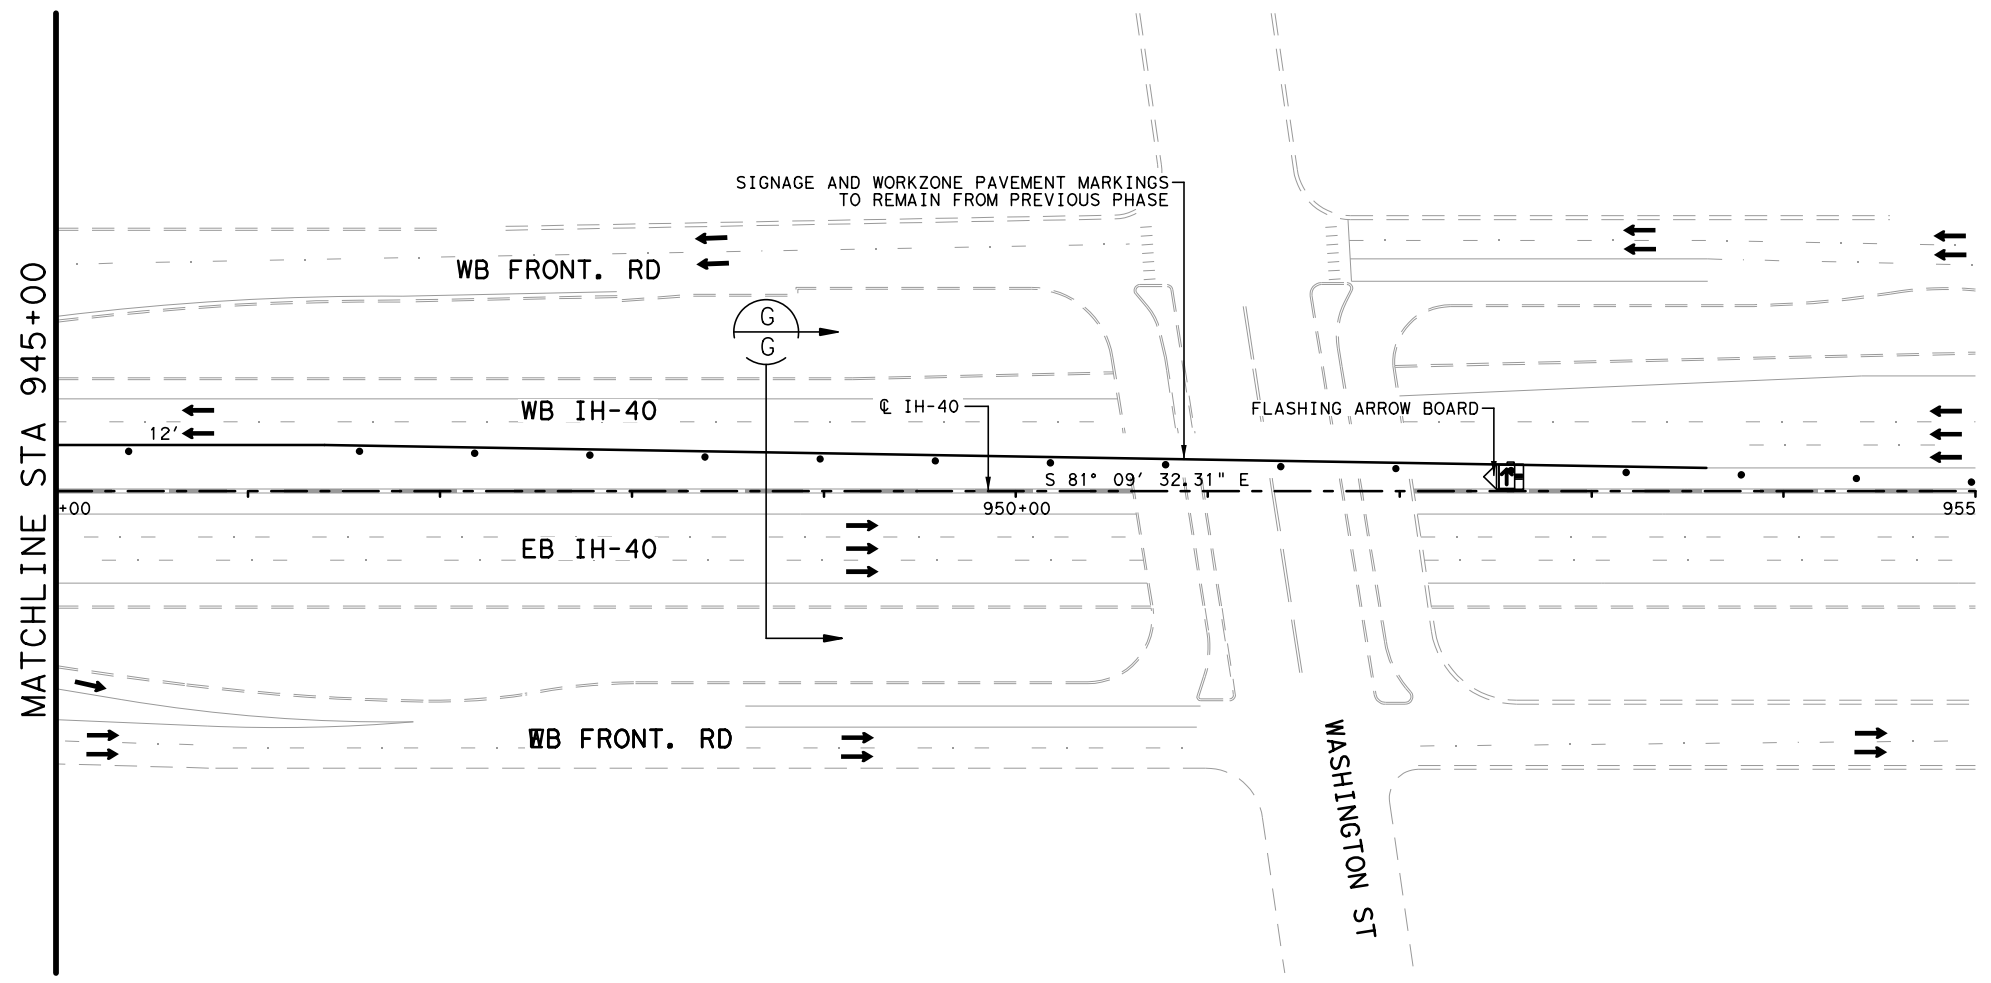 SIGNAGE AND WORKZONE PAVEMENT MARKINGS
TO REMAIN FROM PREVIOUS PHASE
WB FRONT. RD
G
G
MATCHLINE STA 945+00
WB IH-40
℄ IH-40
FLASHING ARROW BOARD
12'
S 81° 09' 32.31" E
+00
950+00
955
EB IH-40
FRONT. RD
WASHINGTON ST